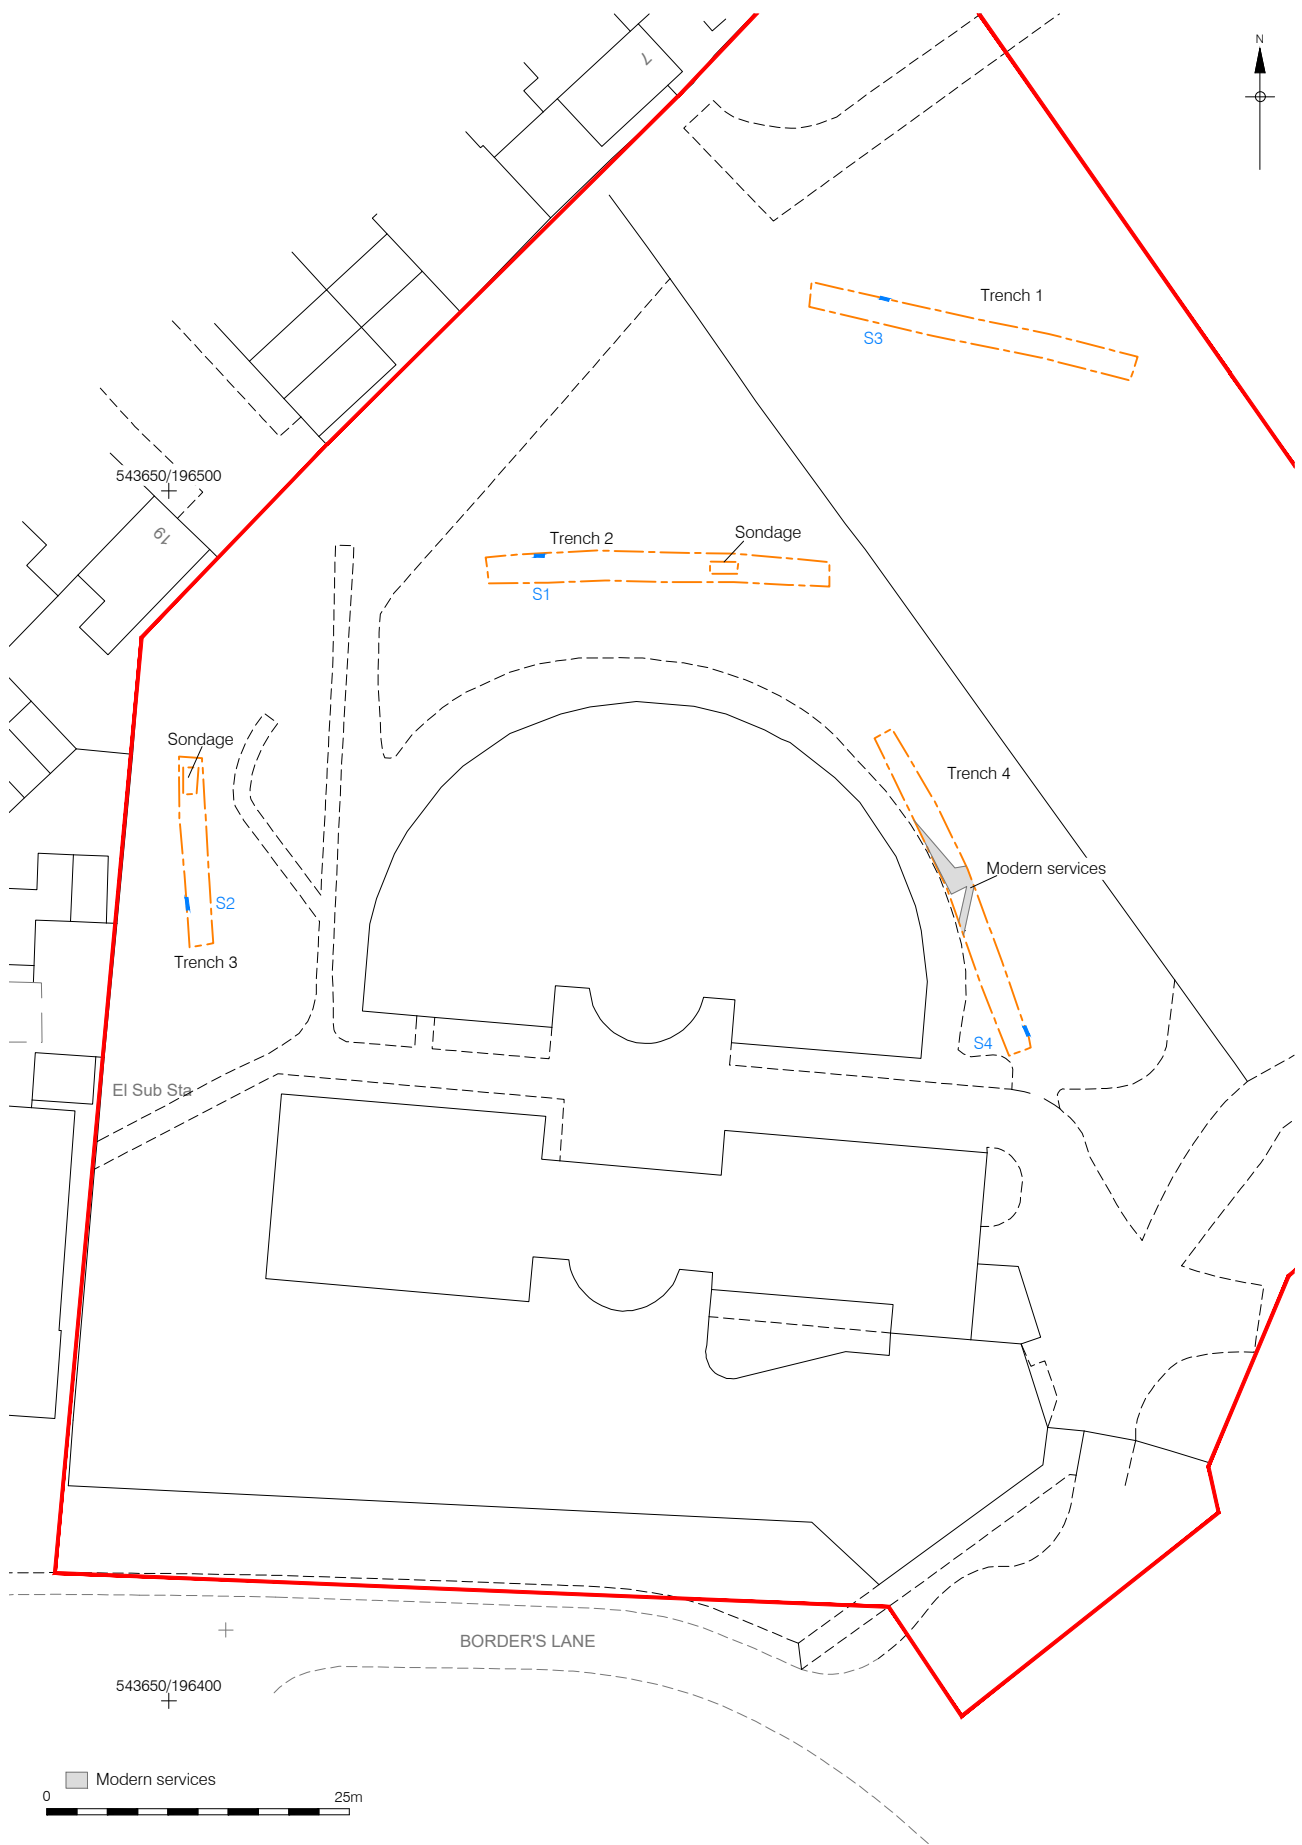 N
7
Trench 1
S3
543650/196500
19
Trench 2
Sondage
S1
Sondage
Trench 4
Modern services
S2
Trench 3
S4
El Sub Sta
BORDER'S LANE
543650/196400
Modern services
0
25m